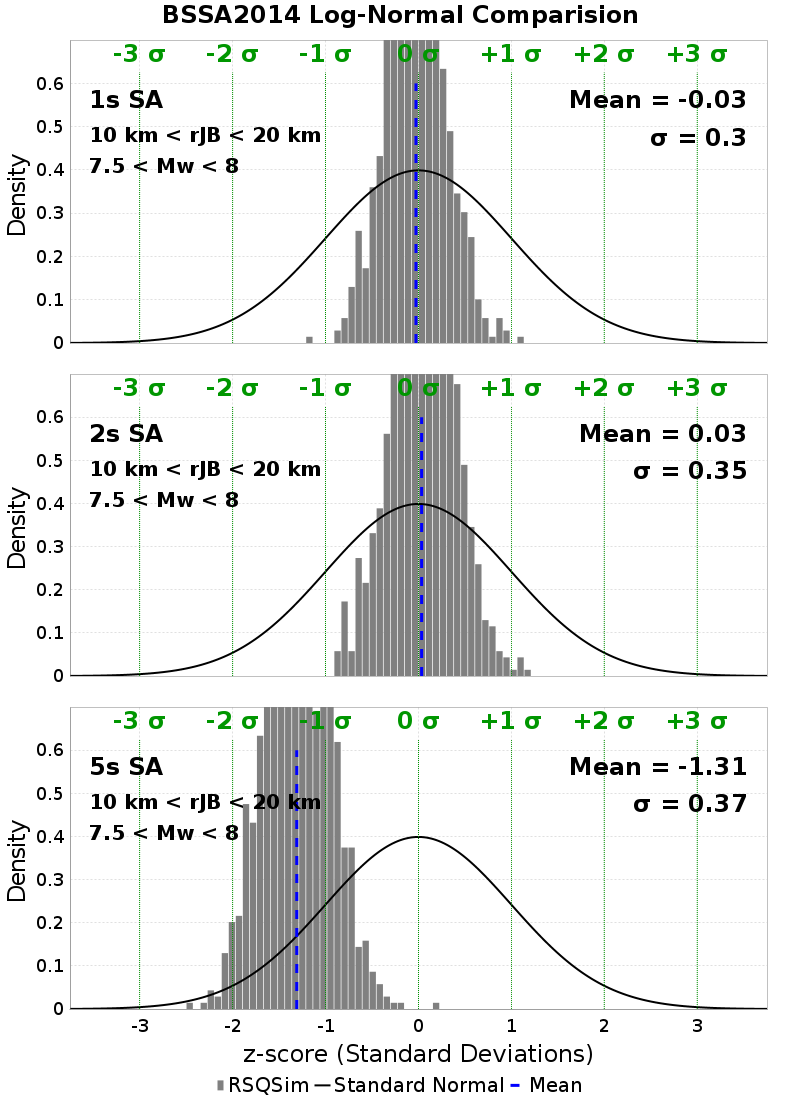 BSSA2014 Log-Normal Comparision
-3 σ -2 σ -1 σ 0 σ +1 σ +2 σ +3 σ
0.6
1s SA Mean = -0.03
0.5
10 km < rJB < 20 km σ = 0.3
7.5 < Mw < 8
0.4
Density
0.3
0.2
0.1
0
-3 σ -2 σ -1 σ 0 σ +1 σ +2 σ +3 σ
0.6
2s SA Mean = 0.03
0.5
10 km < rJB < 20 km σ = 0.35
7.5 < Mw < 8
0.4
Density
0.3
0.2
0.1
0
-3 σ -2 σ -1 σ 0 σ +1 σ +2 σ +3 σ
0.6
5s SA Mean = -1.31
0.5
10 km < rJB < 20 km σ = 0.37
7.5 < Mw < 8
0.4
Density
0.3
0.2
0.1
0
-3 -2 -1 0 1 2 3
z-score (Standard Deviations)
RSQSim Standard Normal Mean